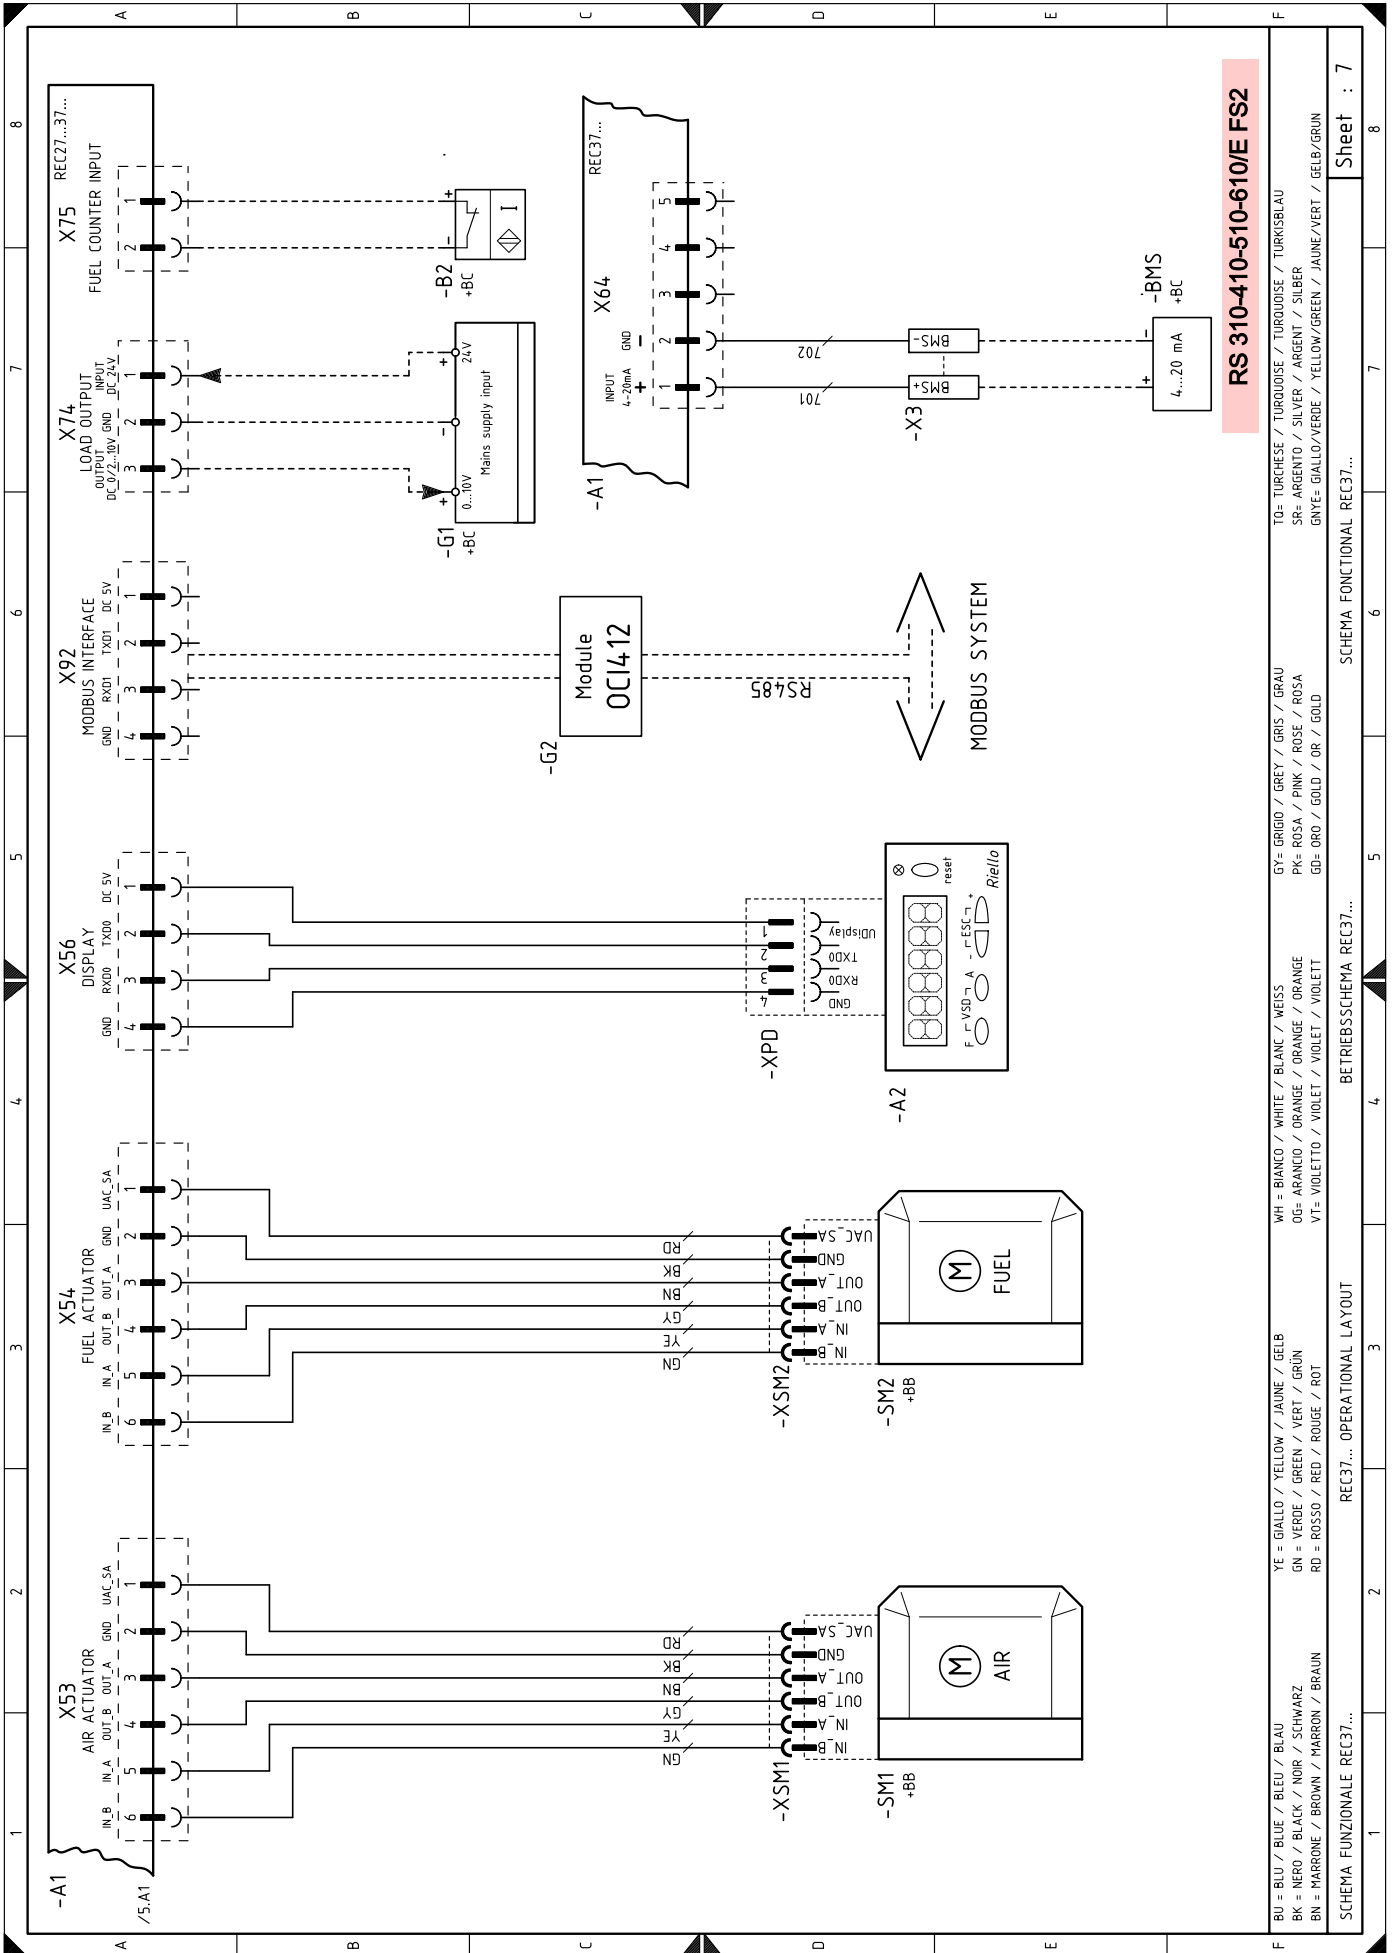 1 2 3 4 5 6 7 8
A
B
C
D
E
F
-A1
/5.A1
X53
AIR ACTUATOR
IN_B IN_A OUT_B OUT_A GND UAC_SA
6 5 4 3 2 1
GN YE GY BN BK RD
-XSM1
IN_B IN_A OUT_B OUT_A GND UAC_SA
-SM1
+BB
M
AIR
X54
FUEL ACTUATOR
IN_B IN_A OUT_B OUT_A GND UAC_SA
6 5 4 3 2 1
GN YE GY BN BK RD
-XSM2
IN_B IN_A OUT_B OUT_A GND UAC_SA
-SM2
+BB
M
FUEL
X56
DISPLAY
GND RXD0 TXD0 DC 5V
4 3 2 1
-XPD
4 3 2 1
GND RXD0 TXD0 UDisplay
-A2
reset
F VSD A - ESC +
Riello
X92
MODBUS INTERFACE
GND RXD1 TXD1 DC 5V
4 3 2 1
-G2
Module
OCI412
RS485
MODBUS SYSTEM
X74
LOAD OUTPUT
OUTPUT INPUT
DC 0/2...10V GND DC 24V
3 2 1
-G1
+BC
+ - +
0...10V 24V
Mains supply input
X75
FUEL COUNTER INPUT
REC27...37...
2 1
-B2
+BC
- +
I
-A1
X64
REC37...
INPUT
4-20mA GND
+ -
1 2 3 4 5
701 702
-X3
BMS+ BMS-
+ -
4...20 mA
-BMS
+BC
RS 310-410-510-610/E FS2
BU = BLU / BLUE / BLEU / BLAU
BK = NERO / BLACK / NOIR / SCHWARZ
BN = MARRONE / BROWN / MARRON / BRAUN
YE = GIALLO / YELLOW / JAUNE / GELB
GN = VERDE / GREEN / VERT / GRÜN
RD = ROSSO / RED / ROUGE / ROT
WH = BIANCO / WHITE / BLANC / WEISS
OG= ARANCIO / ORANGE / ORANGE / ORANGE
VT= VIOLETTO / VIOLET / VIOLET / VIOLETT
GY= GRIGIO / GREY / GRIS / GRAU
PK= ROSA / PINK / ROSE / ROSA
GD= ORO / GOLD / OR / GOLD
TQ= TURCHESE / TURQUOISE / TURQUOISE / TURKISBLAU
SR= ARGENTO / SILVER / ARGENT / SILBER
GNYE= GIALLO/VERDE / YELLOW/GREEN / JAUNE/VERT / GELB/GRUN
SCHEMA FUNZIONALE REC37...
REC37... OPERATIONAL LAYOUT
BETRIEBSSCHEMA REC37...
SCHEMA FONCTIONAL REC37...
Sheet : 7
1 2 3 4 5 6 7 8
A
B
C
D
E
F